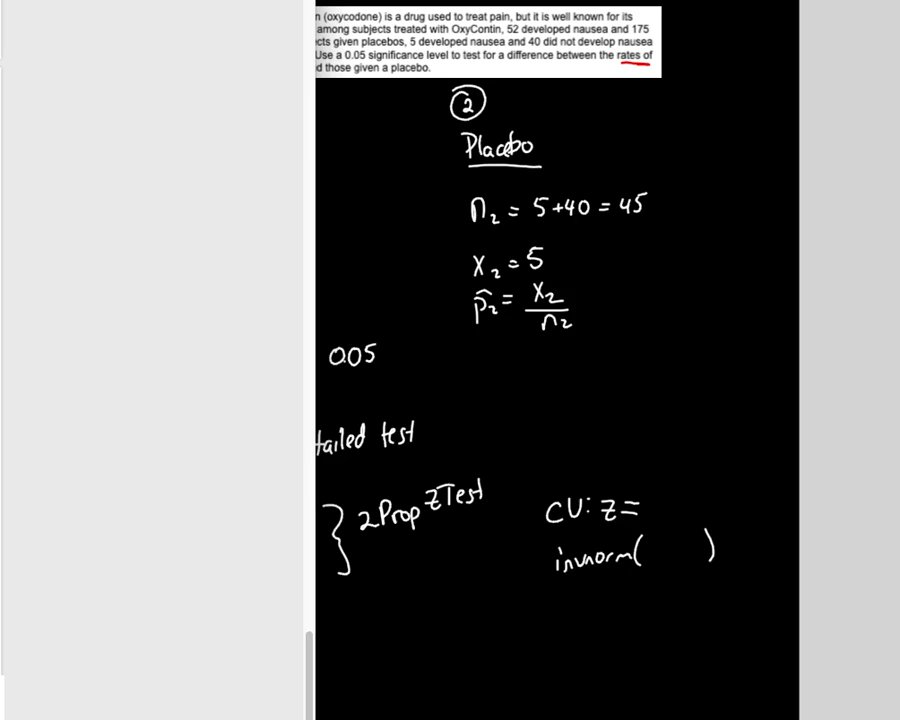 n (oxycodone) is a drug used to treat pain, but it is well known for its
among subjects treated with OxyContin, 52 developed nausea and 175
cts given placebos, 5 developed nausea and 40 did not develop nausea
Use a 0.05 significance level to test for a difference between the rates of
d those given a placebo.
2
Placebo
n₂ = 5+40 = 45
x₂ = 5
p̂₂ = x₂/n₂
0.05
tailed test
} 2PropZTest
CV: z =
invnorm( )